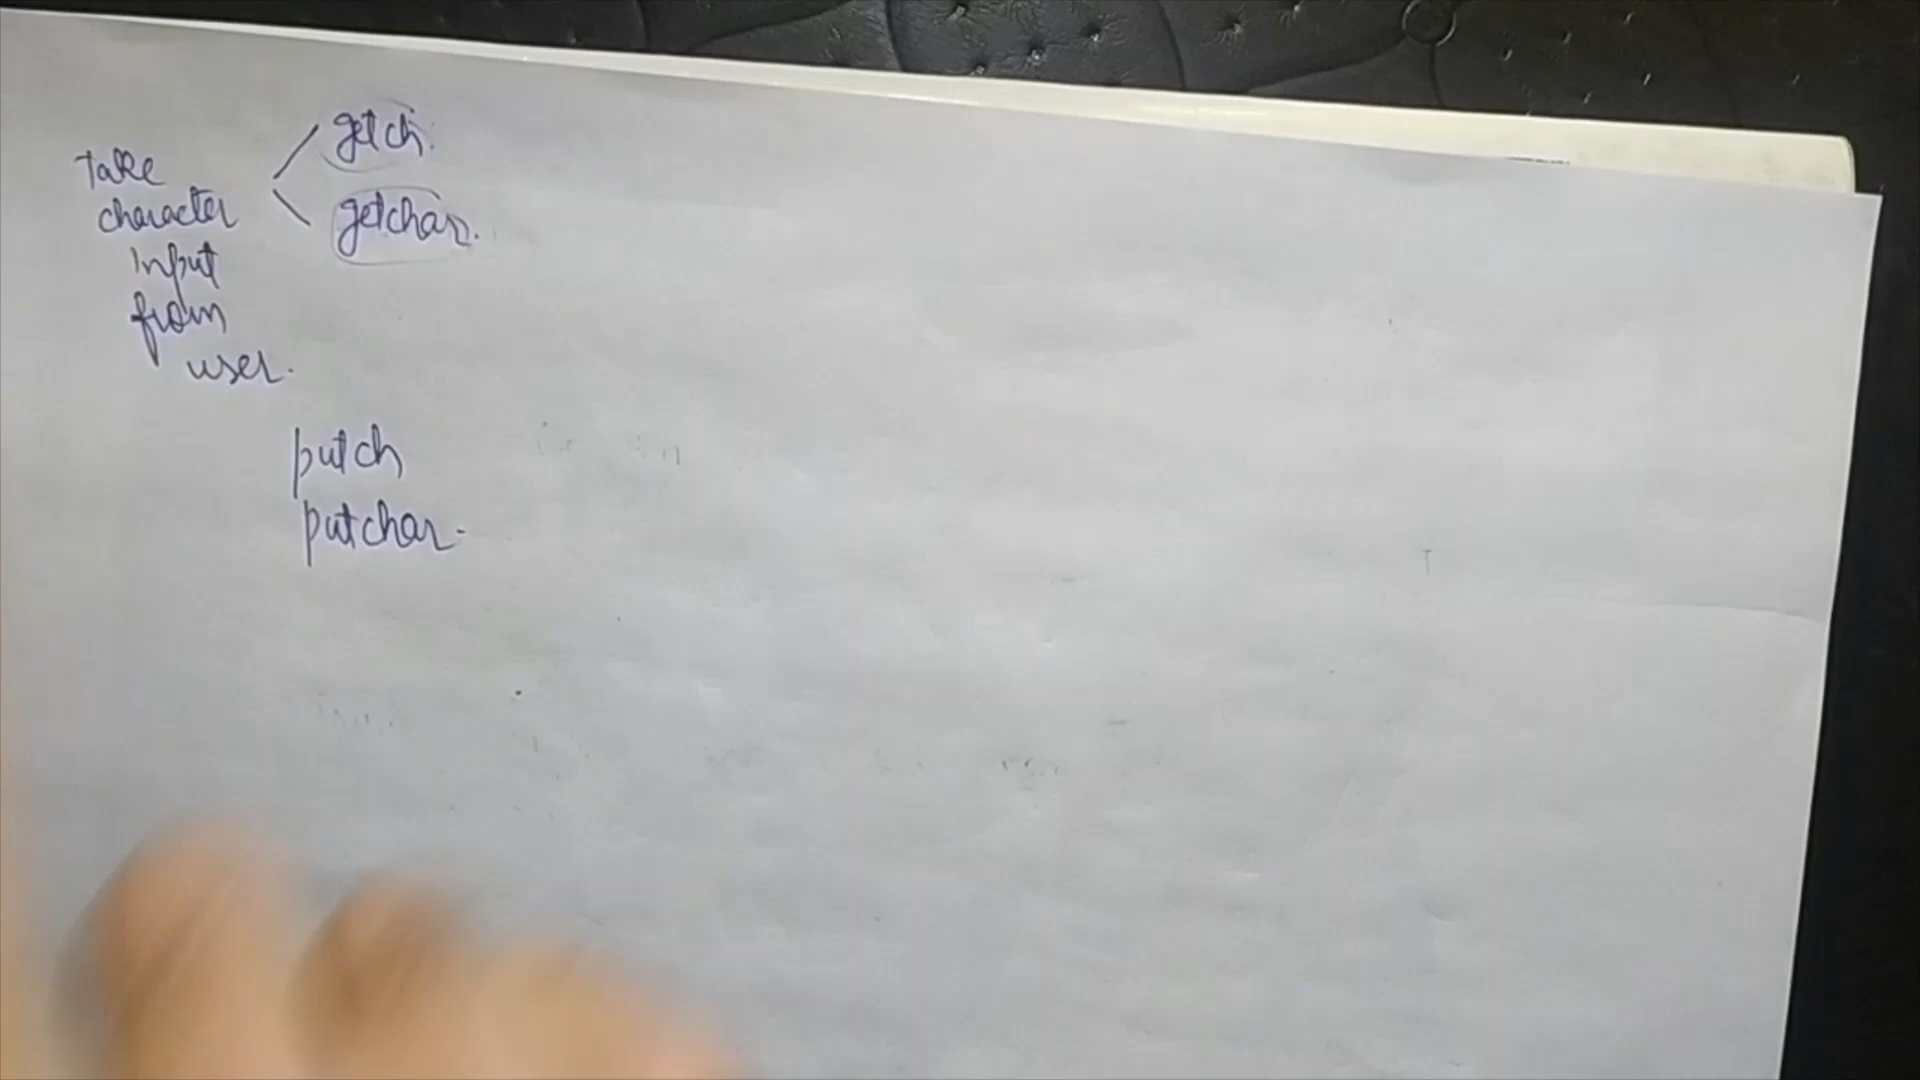 take
character
Input
from
user.
getch.
getchar.
putch
putchar.